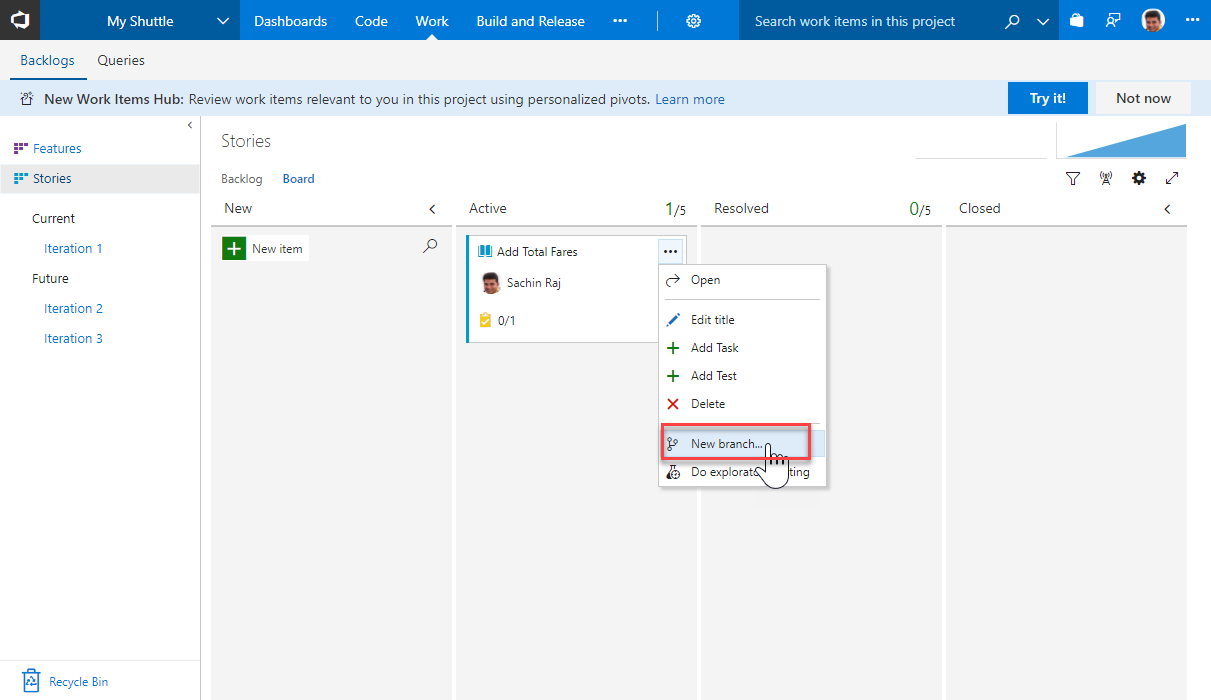 My Shuttle Dashboards Code Work Build and Release ••• Search work items in this project •••
Backlogs Queries
New Work Items Hub: Review work items relevant to you in this project using personalized pivots. Learn more Try it! Not now
Features
Stories
Current
Iteration 1
Future
Iteration 2
Iteration 3
Recycle Bin
Stories
Backlog Board
New Active 1/5 Resolved 0/5 Closed
New item
Add Total Fares •••
Sachin Raj
0/1
Open
Edit title
Add Task
Add Test
Delete
New branch...
Do